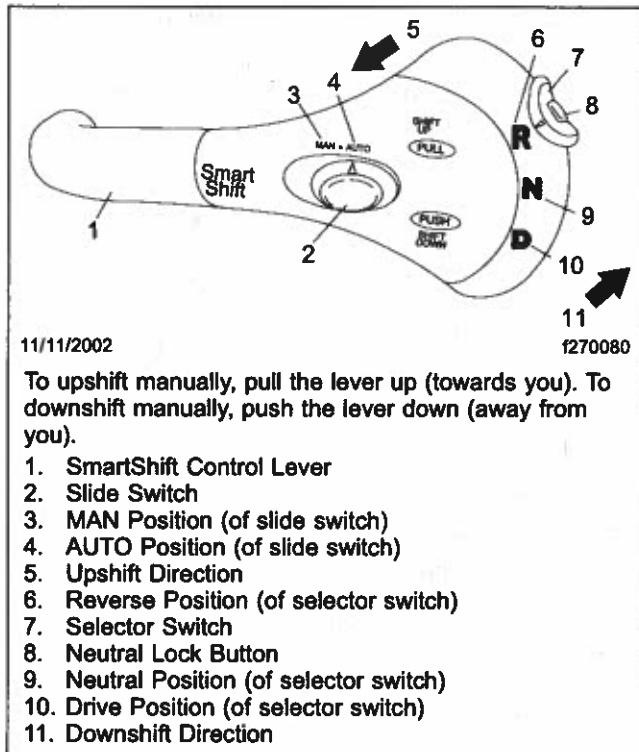 5
6
7
4
3
8
SHIFT
UP
MAN AUTO
PULL
R
Smart
Shift
N
PUSH
SHIFT
DOWN
D
1
2
9
10
11
11/11/2002
f270080
To upshift manually, pull the lever up (towards you). To
downshift manually, push the lever down (away from
you).
1. SmartShift Control Lever
2. Slide Switch
3. MAN Position (of slide switch)
4. AUTO Position (of slide switch)
5. Upshift Direction
6. Reverse Position (of selector switch)
7. Selector Switch
8. Neutral Lock Button
9. Neutral Position (of selector switch)
10. Drive Position (of selector switch)
11. Downshift Direction